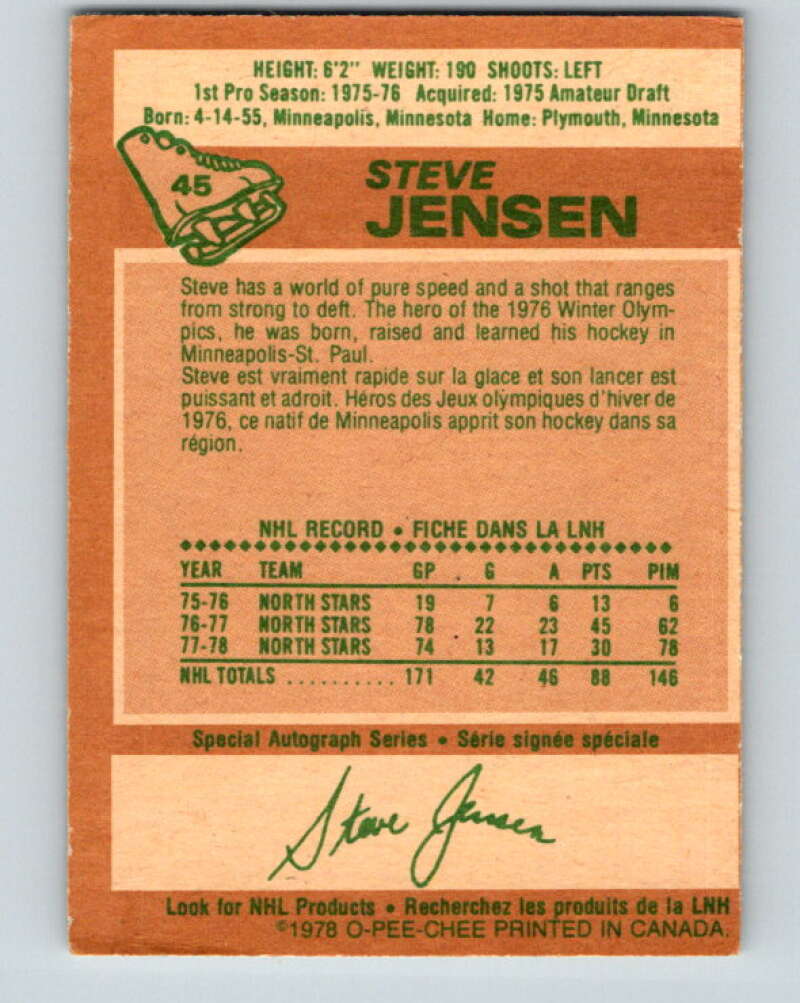 HEIGHT: 6'2" WEIGHT: 190 SHOOTS: LEFT
1st Pro Season: 1975-76 Acquired: 1975 Amateur Draft
Born: 4-14-55, Minneapolis, Minnesota Home: Plymouth, Minnesota
45
STEVE
JENSEN
Steve has a world of pure speed and a shot that ranges
from strong to deft. The hero of the 1976 Winter Olym-
pics, he was born, raised and learned his hockey in
Minneapolis-St. Paul.
Steve est vraiment rapide sur la glace et son lancer est
puissant et adroit. Héros des Jeux olympiques d'hiver de
1976, ce natif de Minneapolis apprit son hockey dans sa
région.
NHL RECORD • FICHE DANS LA LNH
YEAR TEAM GP G A PTS PIM
75-76 NORTH STARS 19 7 6 13 6
76-77 NORTH STARS 78 22 23 45 62
77-78 NORTH STARS 74 13 17 30 78
NHL TOTALS .......... 171 42 46 88 146
Special Autograph Series • Série signée spéciale
Steve Jensen
Look for NHL Products • Recherchez les produits de la LNH
©1978 O-PEE-CHEE PRINTED IN CANADA.